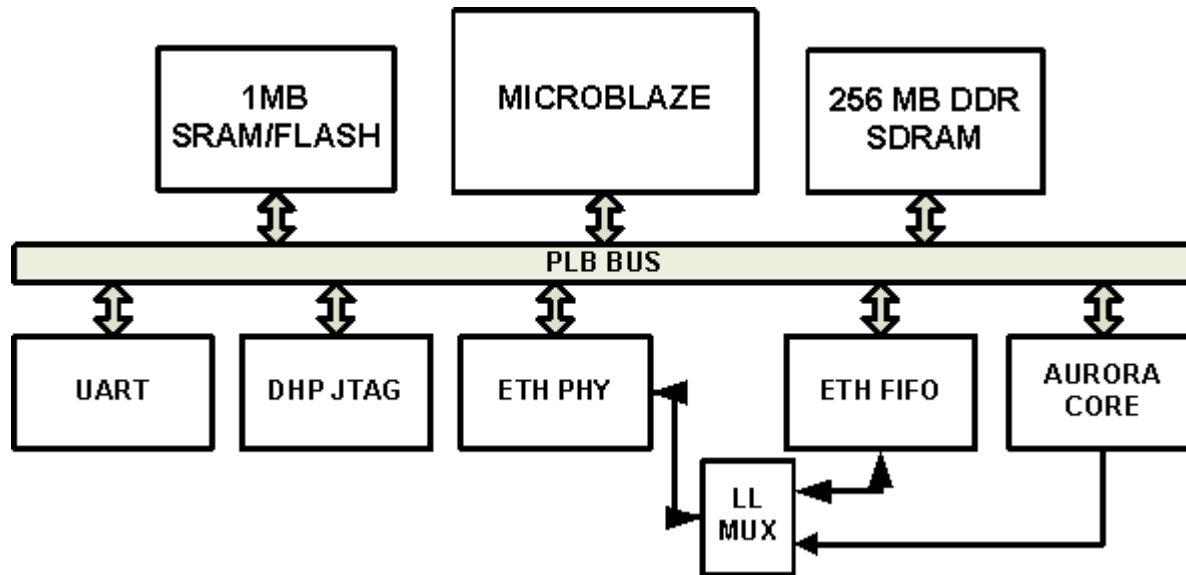 1MB
SRAM/FLASH
MICROBLAZE
256 MB DDR
SDRAM
PLB BUS
UART
DHP JTAG
ETH PHY
ETH FIFO
AURORA
CORE
LL
MUX